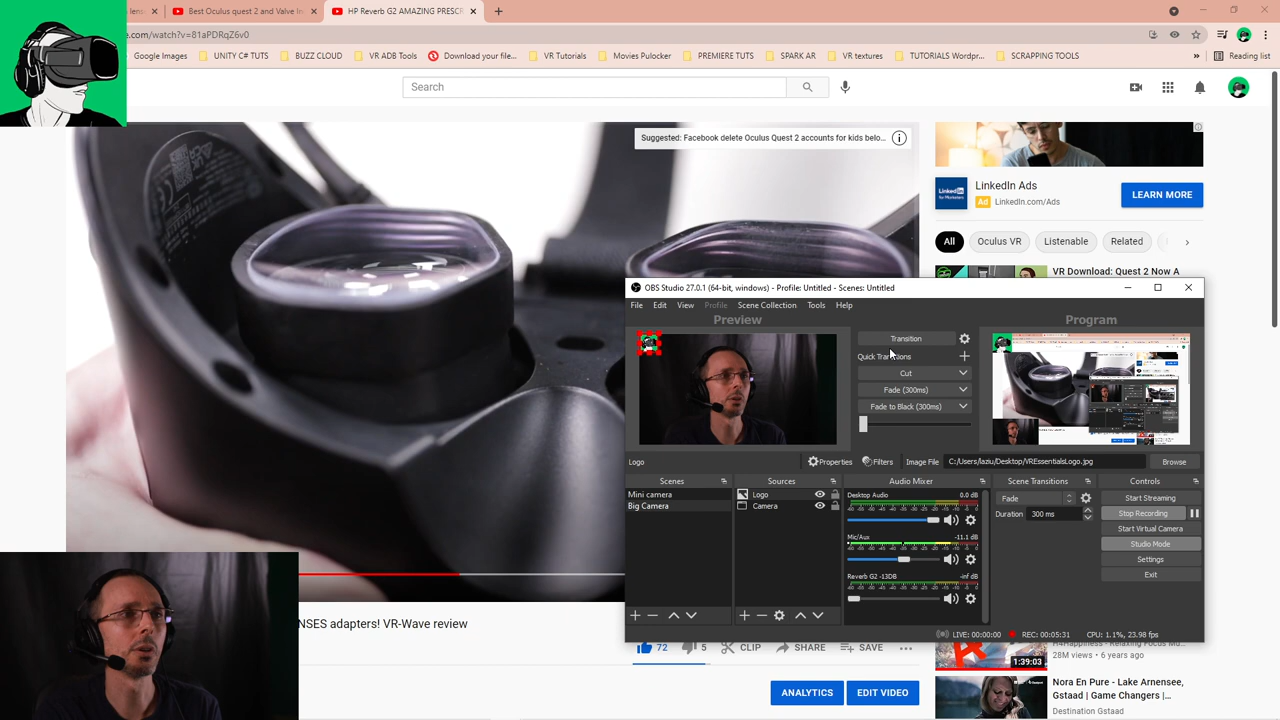 lens
Best Oculus quest 2 and Valve In
HP Reverb G2 AMAZING PRESCR
e.com/watch?v=81aPDRqZ6v0
Google Images
UNITY C# TUTS
BUZZ CLOUD
VR ADB Tools
Download your file...
VR Tutorials
Movies Pulocker
PREMIERE TUTS
SPARK AR
VR textures
TUTORIALS Wordpr...
SCRAPPING TOOLS
»
Reading list
Search
Suggested: Facebook delete Oculus Quest 2 accounts for kids belo...
LinkedIn Ads
Ad LinkedIn.com/Ads
LEARN MORE
All
Oculus VR
Listenable
Related
VR Download: Quest 2 Now A
OBS Studio 27.0.1 (64-bit, windows) - Profile: Untitled - Scenes: Untitled
File Edit View Profile Scene Collection Tools Help
Preview
Program
Transition
Quick Transitions
Cut
Fade (300ms)
Fade to Black (300ms)
Logo
Properties
Filters
Image File
C:/Users/laziu/Desktop/VREssentialsLogo.jpg
Browse
Scenes
Mini camera
Big Camera
Sources
Logo
Camera
Audio Mixer
Desktop Audio 0.0 dB
Mic/Aux -11.1 dB
Reverb G2 -13DB -inf dB
Scene Transitions
Fade
Duration 300 ms
Controls
Start Streaming
Stop Recording
Start Virtual Camera
Studio Mode
Settings
Exit
LIVE: 00:00:00
REC: 00:05:31
CPU: 1.1%, 23.98 fps
NSES adapters! VR-Wave review
72
5
CLIP
SHARE
SAVE
ANALYTICS
EDIT VIDEO
28M views • 6 years ago
1:39:03
Nora En Pure - Lake Arnensee,
Gstaad | Game Changers |...
Destination Gstaad